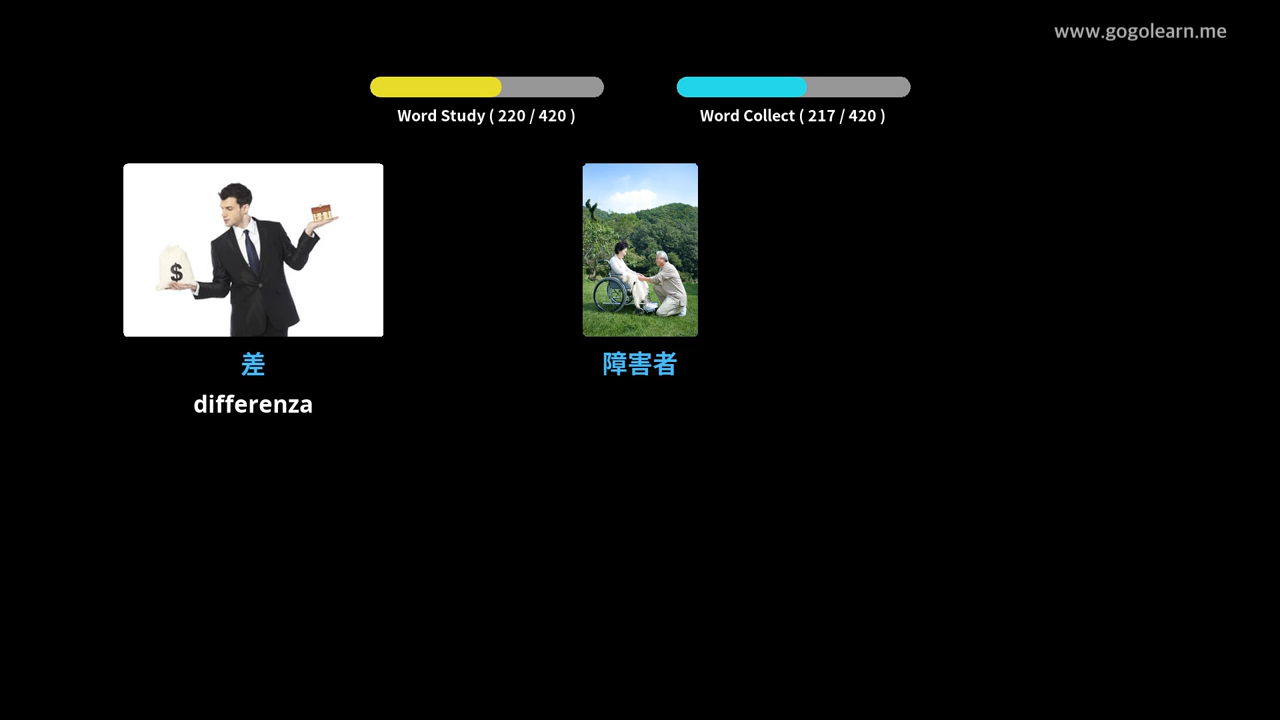 www.gogolearn.me
Word Study ( 220 / 420 )
Word Collect ( 217 / 420 )
$
差
differenza
障害者